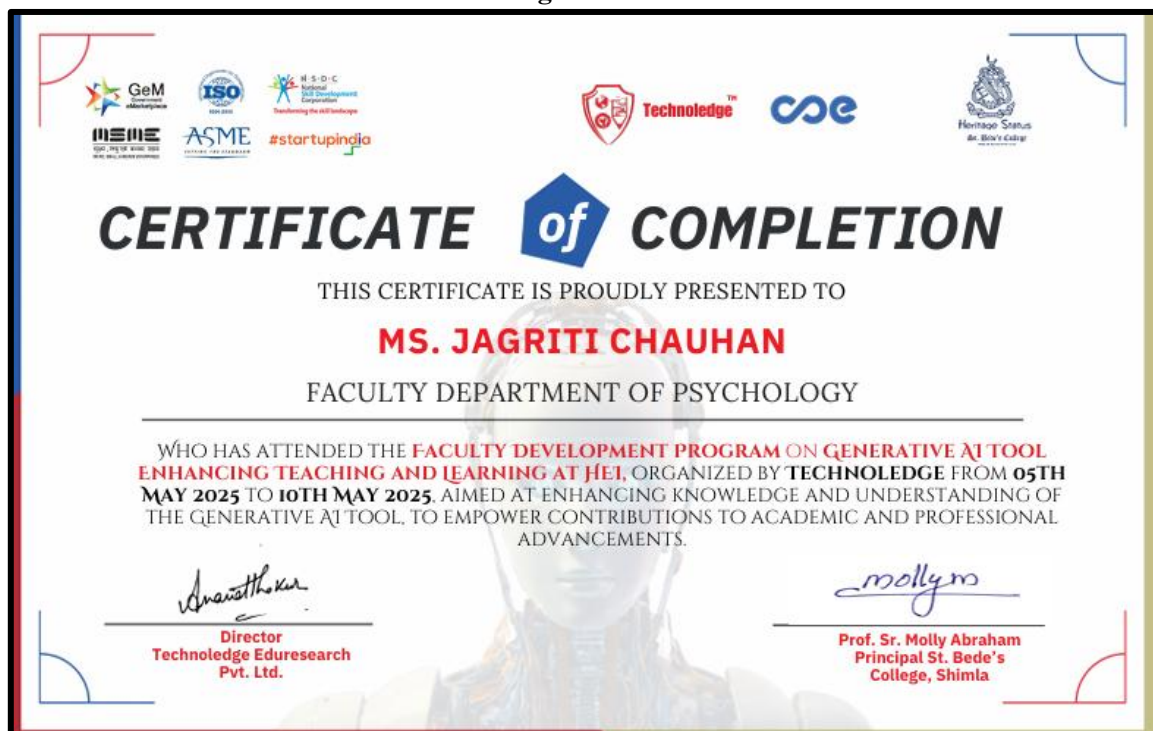 GeM
Government
eMarketplace
ISO
N·S·D·C
National
Skill Development
Corporation
Transforming the skill landscape
MSME
ASME
SETTING THE STANDARD
#startupindia
Technoledge™
coe
Heritage Status
St. Bede's College
CERTIFICATE of COMPLETION
THIS CERTIFICATE IS PROUDLY PRESENTED TO
MS. JAGRITI CHAUHAN
FACULTY DEPARTMENT OF PSYCHOLOGY
WHO HAS ATTENDED THE FACULTY DEVELOPMENT PROGRAM ON GENERATIVE AI TOOL
ENHANCING TEACHING AND LEARNING AT HEI, ORGANIZED BY TECHNOLEDGE FROM 05TH
MAY 2025 TO 10TH MAY 2025, AIMED AT ENHANCING KNOWLEDGE AND UNDERSTANDING OF
THE GENERATIVE AI TOOL, TO EMPOWER CONTRIBUTIONS TO ACADEMIC AND PROFESSIONAL
ADVANCEMENTS.
mollym
Director
Technoledge Eduresearch
Pvt. Ltd.
Prof. Sr. Molly Abraham
Principal St. Bede's
College, Shimla